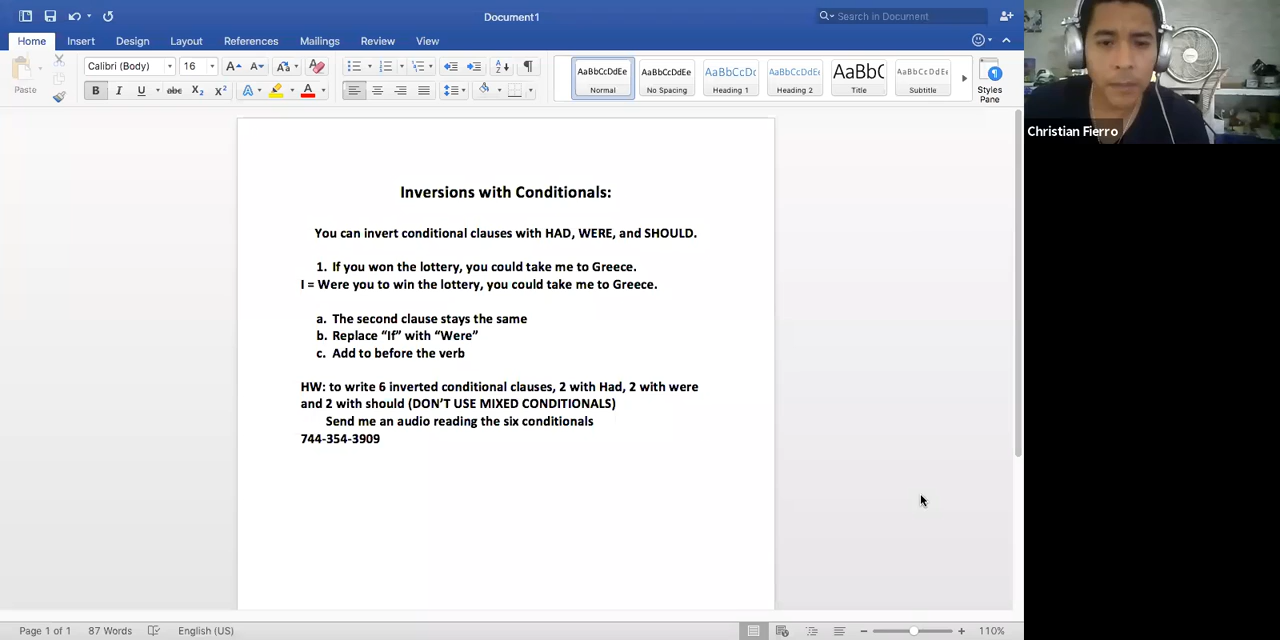 Document1
Search in Document
Home Insert Design Layout References Mailings Review View
Paste
Calibri (Body) 16
AaBbCcDdEe AaBbCcDdEe AaBbCcDc AaBbCcDdEe AaBbC AaBbCcDdEe
Normal No Spacing Heading 1 Heading 2 Title Subtitle
Styles
Pane
Christian Fierro
Inversions with Conditionals:
You can invert conditional clauses with HAD, WERE, and SHOULD.
1. If you won the lottery, you could take me to Greece.
I = Were you to win the lottery, you could take me to Greece.
a. The second clause stays the same
b. Replace “If” with “Were”
c. Add to before the verb
HW: to write 6 inverted conditional clauses, 2 with Had, 2 with were
and 2 with should (DON’T USE MIXED CONDITIONALS)
Send me an audio reading the six conditionals
744-354-3909
Page 1 of 1 87 Words English (US) 110%